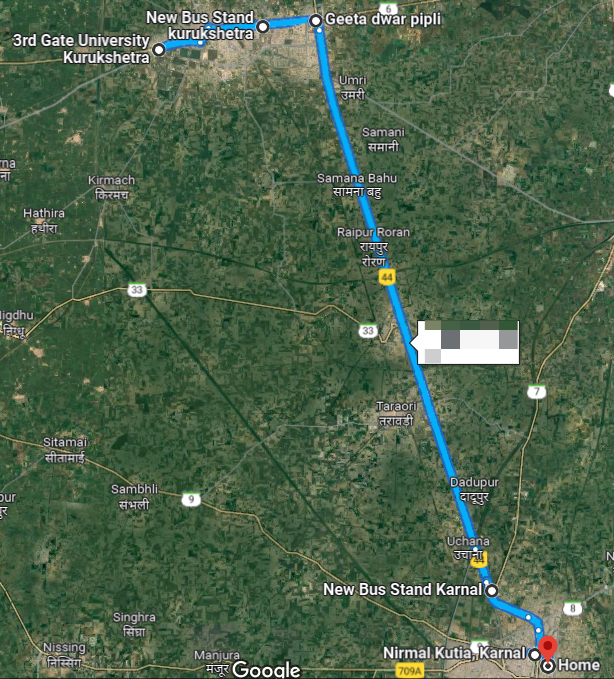 6
New Bus Stand
kurukshetra
Geeta dwar pipli
3rd Gate University
Kurukshetra
Umri
उमरी
Samani
समानी
rna
ना
Kirmach
किरमच
Samana Bahu
सामना बहु
Hathira
हथीरा
Raipur Roran
रायपुर
रोरण
44
33
Nigdhu
निग्धू
33
7
Taraori
तरावड़ी
Sitamai
सीतामाई
Sambhli
संभली
9
Dadupur
दादूपुर
pur
पुर
Uchana
उचाना
44
New Bus Stand Karnal
8
Singhra
सिंघ्रा
Nissing
निस्सिंग
Manjura
मजूर
Google
709A
Nirmal Kutia, Karnal
Home